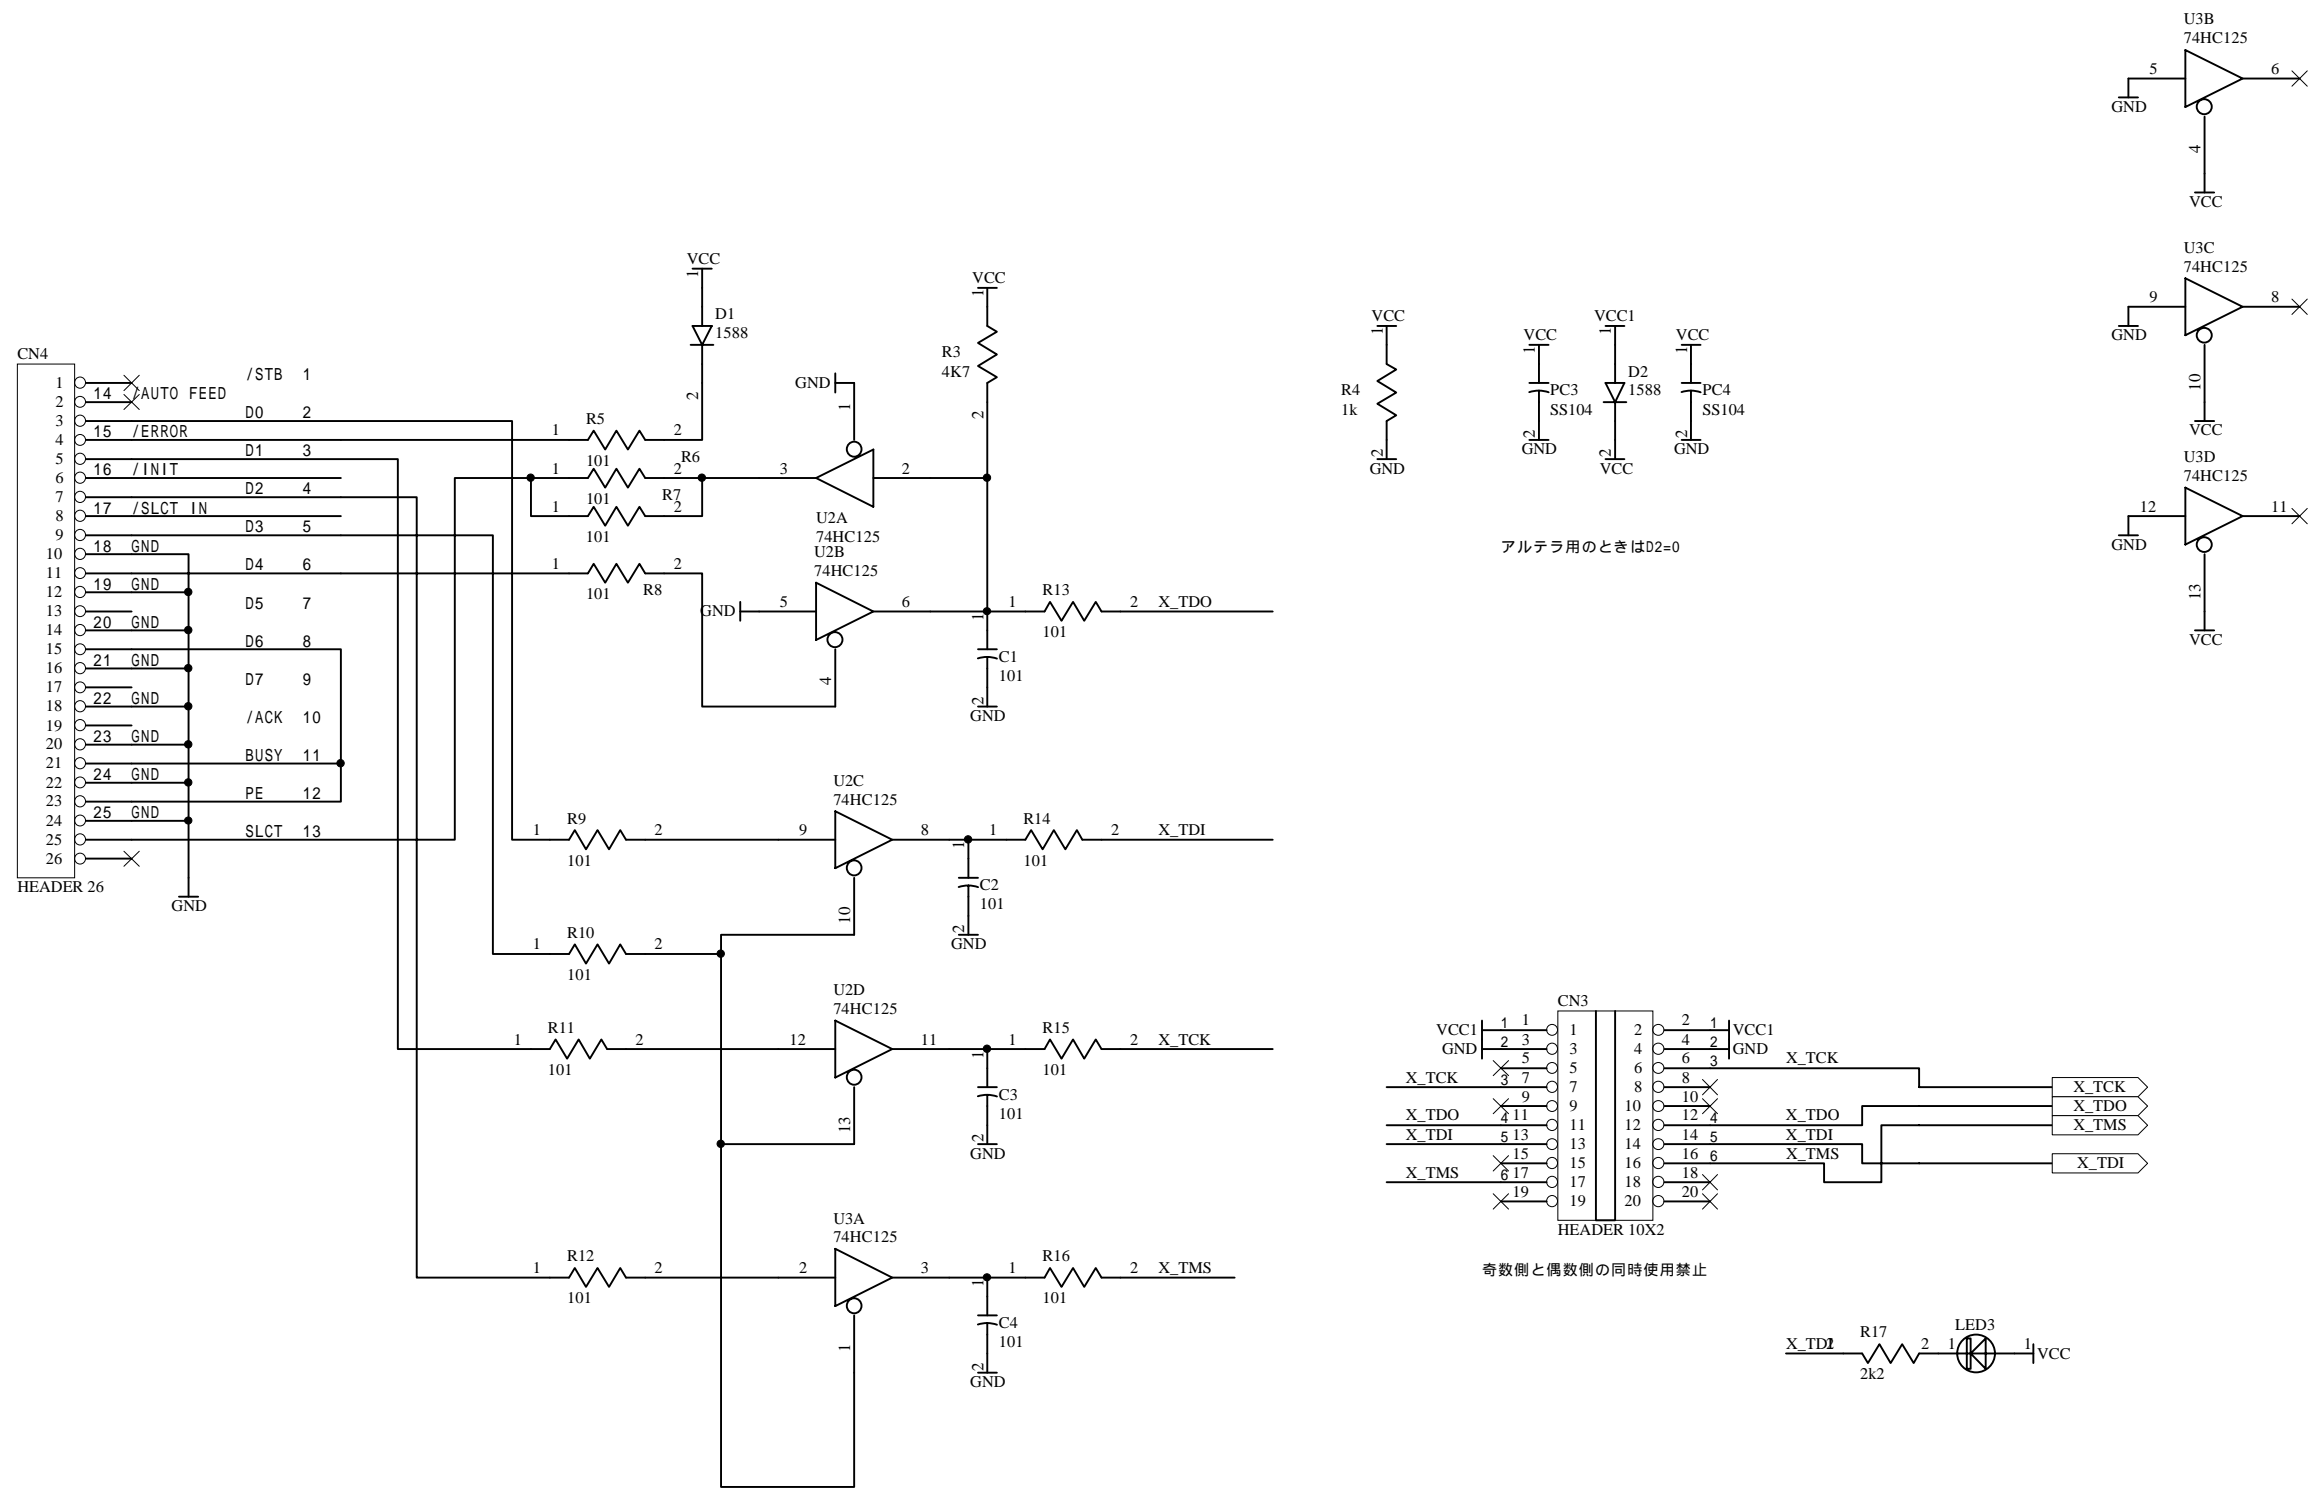 U3B
74HC125
5 6
GND
4
VCC
U3C
74HC125
9 8
GND
10
VCC
U3D
74HC125
12 11
GND
13
VCC
VCC
1
D1
1588
2
VCC
1
R3
4K7
2
GND
1
3 2
U2A
74HC125
U2B
74HC125
GND 5 6
4
1 R13 2 X_TDO
101
1
C1
101
2
GND
VCC
1
R4
1k
2
GND
VCC
1
PC3
SS104
2
GND
VCC1
1
D2
1588
2
VCC
VCC
1
PC4
SS104
2
GND
アルテラ用のときはD2=0
CN4
1 /STB 1
2 14 /AUTO FEED
3 D0 2
4 15 /ERROR
5 D1 3
6 16 /INIT
7 D2 4
8 17 /SLCT IN
9 D3 5
10 18 GND
11 D4 6
12 19 GND
13 D5 7
14 20 GND
15 D6 8
16 21 GND
17 D7 9
18 22 GND
19 /ACK 10
20 23 GND
21 BUSY 11
22 24 GND
23 PE 12
24 25 GND
25 SLCT 13
26
HEADER 26
GND
R5
1 2
101
R6
1 2
101
R7
1 2
101
1 2
101 R8
R9
1 2
101
U2C
74HC125
9 8
10
1 R14 2 X_TDI
101
1
C2
101
2
GND
R10
1 2
101
R11
1 2
101
U2D
74HC125
12 11
13
1 R15 2 X_TCK
101
1
C3
101
2
GND
R12
1 2
101
U3A
74HC125
2 3
1
1 R16 2 X_TMS
101
1
C4
101
2
GND
CN3
VCC1 1 1 1 2 2 1 VCC1
GND 2 3 3 4 4 2 GND
5 5 6 6 3 X_TCK
X_TCK 3 7 7 8 8
9 9 10 10
X_TDO 4 11 11 12 12 4 X_TDO
X_TDI 5 13 13 14 14 5 X_TDI
15 15 16 16 6 X_TMS
X_TMS 6 17 17 18 18
19 19 20 20
HEADER 10X2
X_TCK
X_TDO
X_TMS
X_TDI
奇数側と偶数側の同時使用禁止
R17 LED3
2 1 1 VCC
2k2